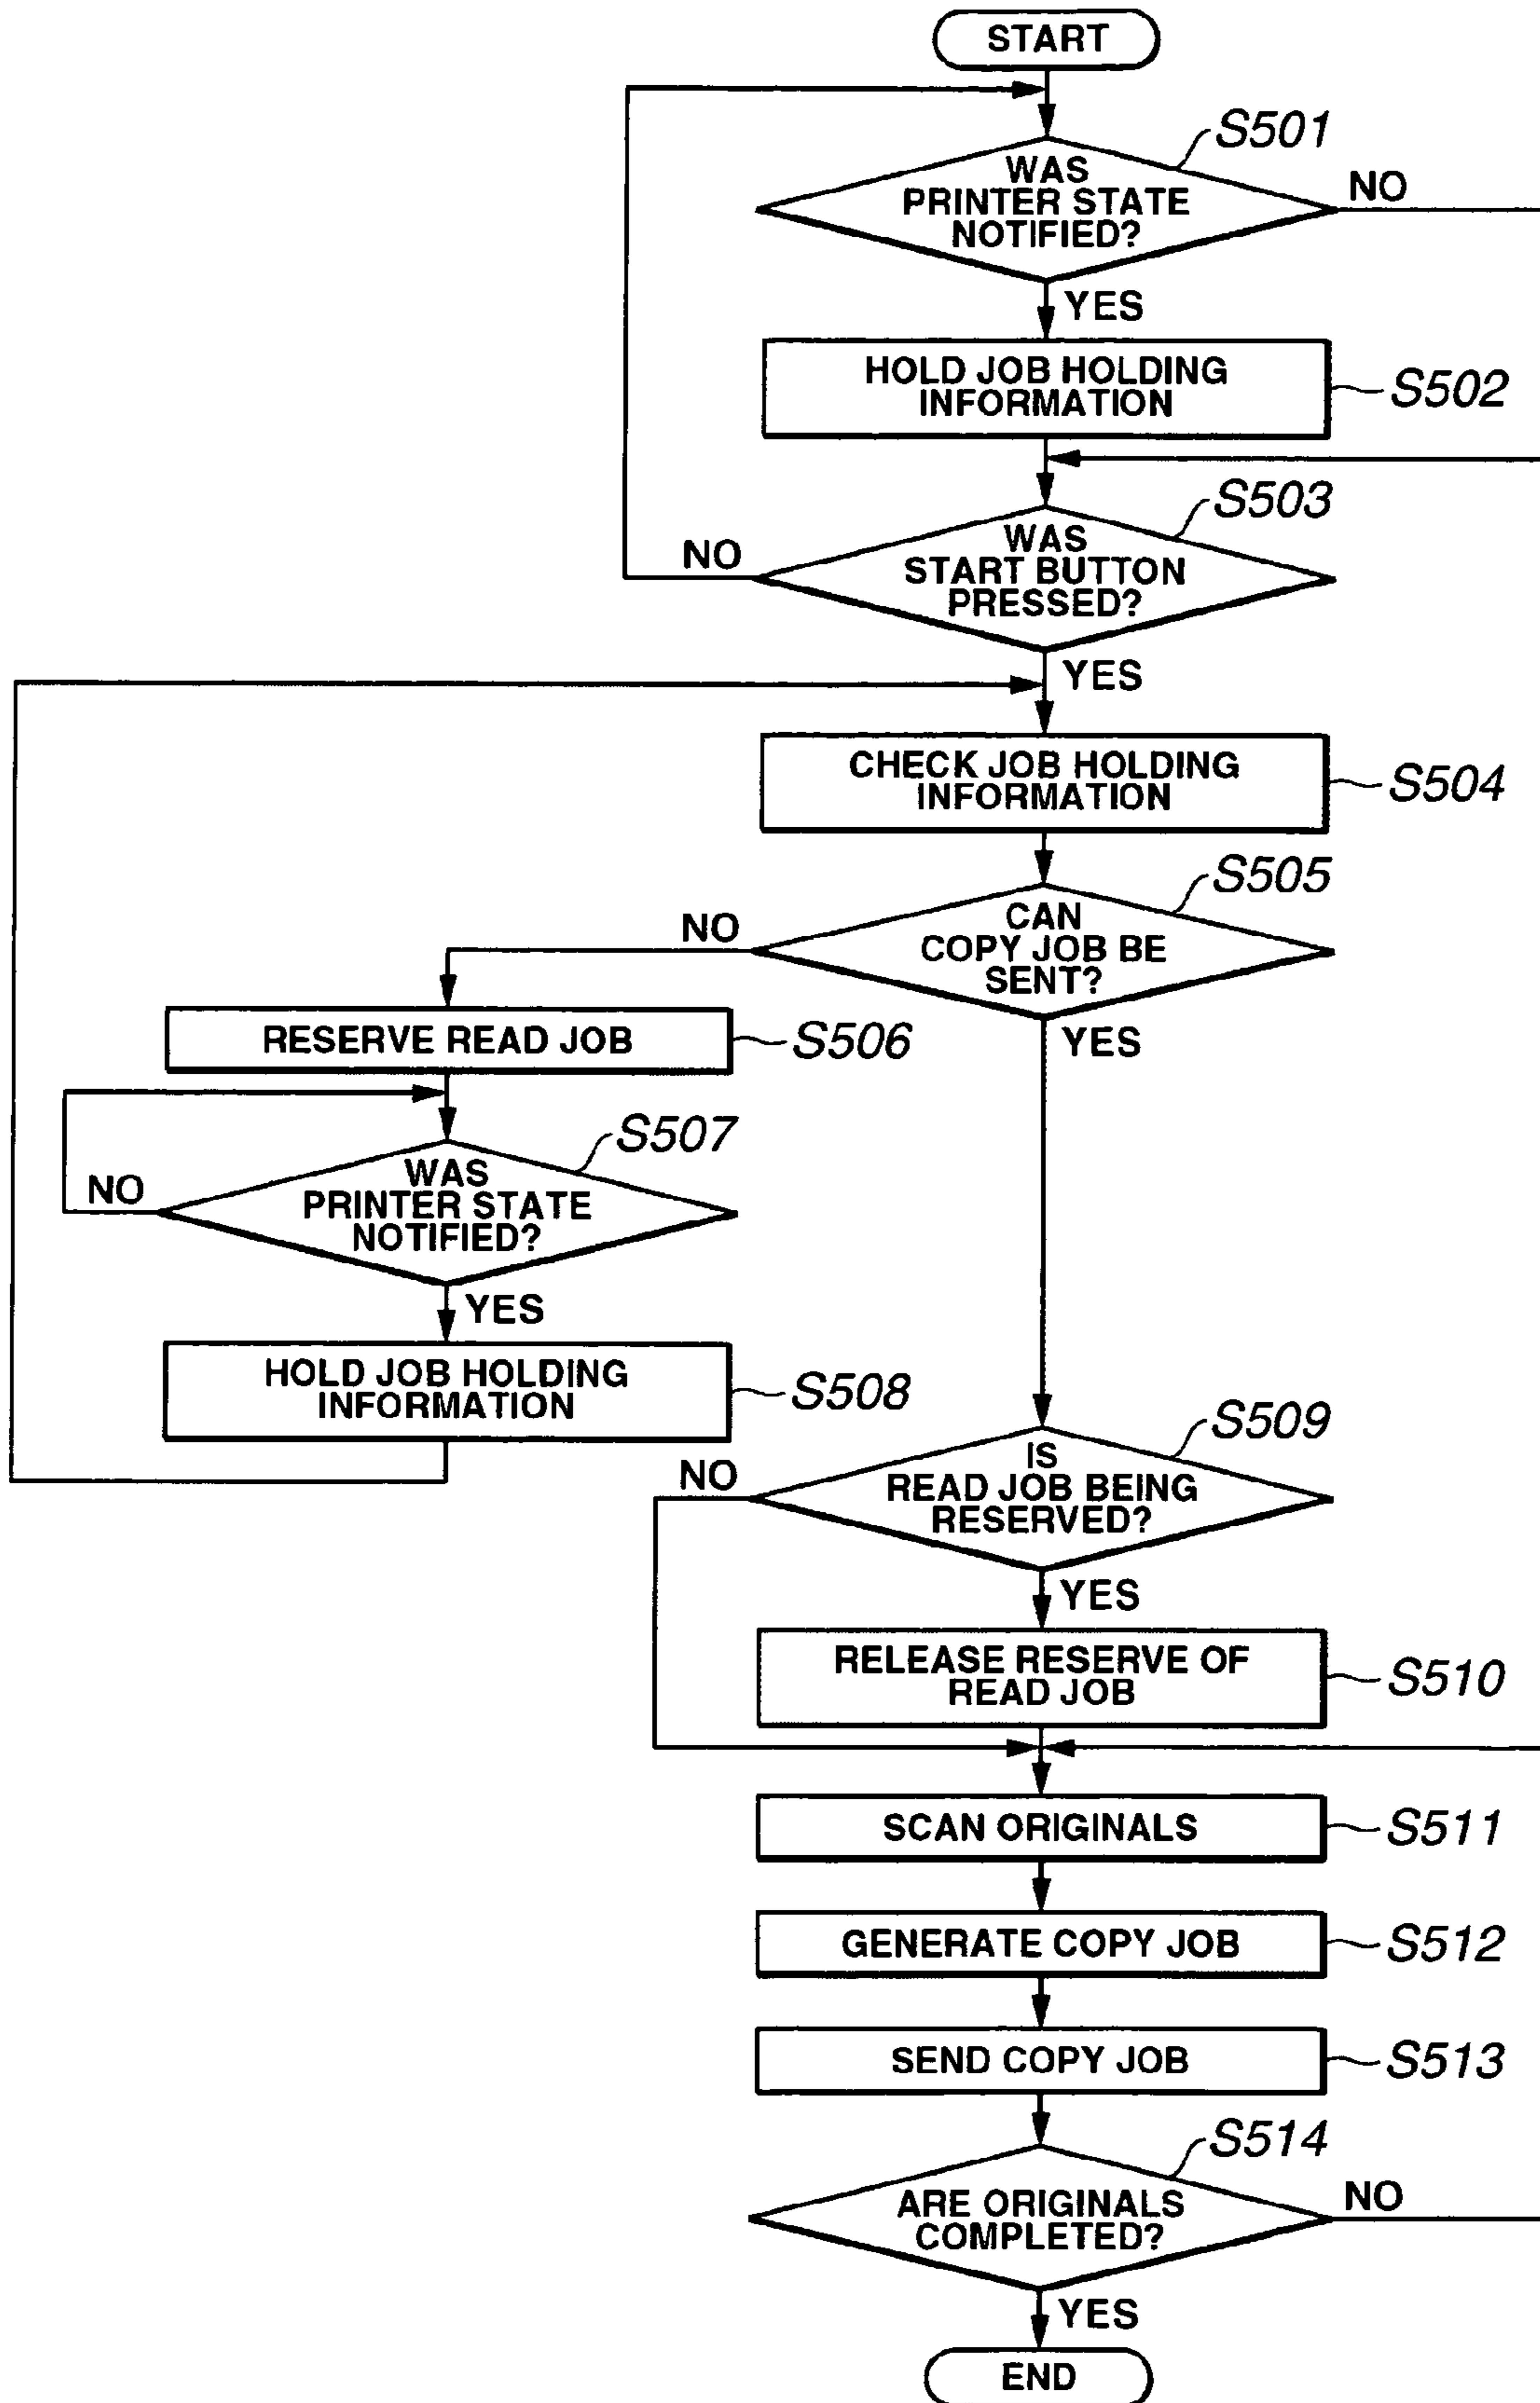 START
S501
WAS
PRINTER STATE
NOTIFIED?
NO
YES
HOLD JOB HOLDING
INFORMATION
S502
S503
WAS
START BUTTON
PRESSED?
NO
YES
CHECK JOB HOLDING
INFORMATION
S504
S505
CAN
COPY JOB BE
SENT?
NO
YES
RESERVE READ JOB
S506
S507
WAS
PRINTER STATE
NOTIFIED?
NO
YES
HOLD JOB HOLDING
INFORMATION
S508
S509
IS
READ JOB BEING
RESERVED?
NO
YES
RELEASE RESERVE OF
READ JOB
S510
SCAN ORIGINALS
S511
GENERATE COPY JOB
S512
SEND COPY JOB
S513
S514
ARE ORIGINALS
COMPLETED?
NO
YES
END